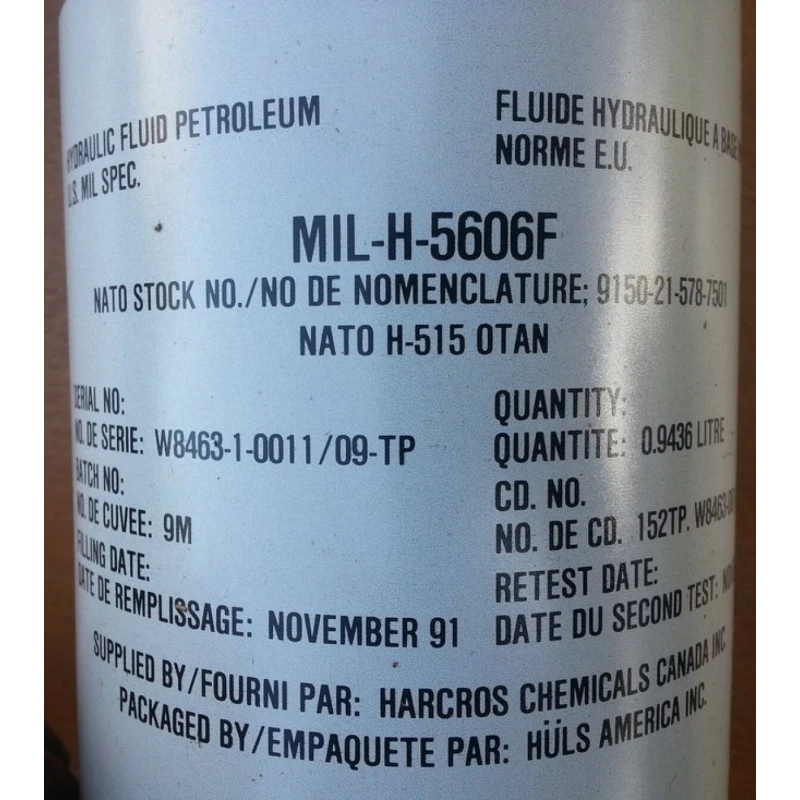 HYDRAULIC FLUID PETROLEUM
U.S. MIL SPEC.
FLUIDE HYDRAULIQUE A BASE
NORME E.U.
MIL-H-5606F
NATO STOCK NO./NO DE NOMENCLATURE; 9150-21-578-7501
NATO H-515 OTAN
SERIAL NO:
NO. DE SERIE: W8463-1-0011/09-TP
BATCH NO:
NO. DE CUVEE: 9M
FILLING DATE:
DATE DE REMPLISSAGE: NOVEMBER 91
QUANTITY:
QUANTITE: 0.9436 LITRE
CD. NO.
NO. DE CD. 152TP.
RETEST DATE:
DATE DU SECOND TEST:
SUPPLIED BY/FOURNI PAR: HARCROS CHEMICALS CANADA INC.
PACKAGED BY/EMPAQUETE PAR: HÜLS AMERICA INC.